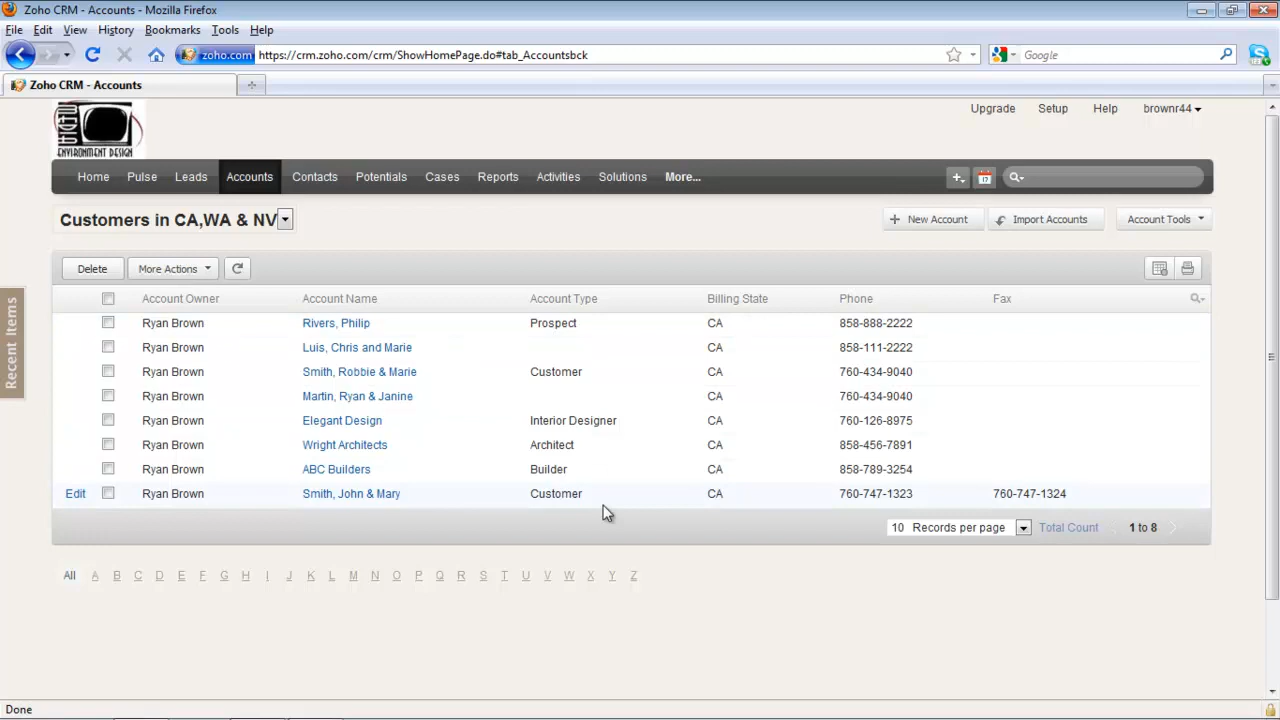 Zoho CRM - Accounts - Mozilla Firefox
File Edit View History Bookmarks Tools Help
zoho.com https://crm.zoho.com/crm/ShowHomePage.do#tab_Accountsbck Google
Zoho CRM - Accounts
MEDIA
ENVIRONMENT DESIGN
Upgrade Setup Help brownr44
Home Pulse Leads Accounts Contacts Potentials Cases Reports Activities Solutions More... 17
Customers in CA,WA & NV New Account Import Accounts Account Tools
Delete More Actions
Recent Items
Account Owner Account Name Account Type Billing State Phone Fax
Ryan Brown Rivers, Philip Prospect CA 858-888-2222
Ryan Brown Luis, Chris and Marie CA 858-111-2222
Ryan Brown Smith, Robbie & Marie Customer CA 760-434-9040
Ryan Brown Martin, Ryan & Janine CA 760-434-9040
Ryan Brown Elegant Design Interior Designer CA 760-126-8975
Ryan Brown Wright Architects Architect CA 858-456-7891
Ryan Brown ABC Builders Builder CA 858-789-3254
Edit Ryan Brown Smith, John & Mary Customer CA 760-747-1323 760-747-1324
10 Records per page Total Count 1 to 8
All A B C D E F G H I J K L M N O P Q R S T U V W X Y Z
Done